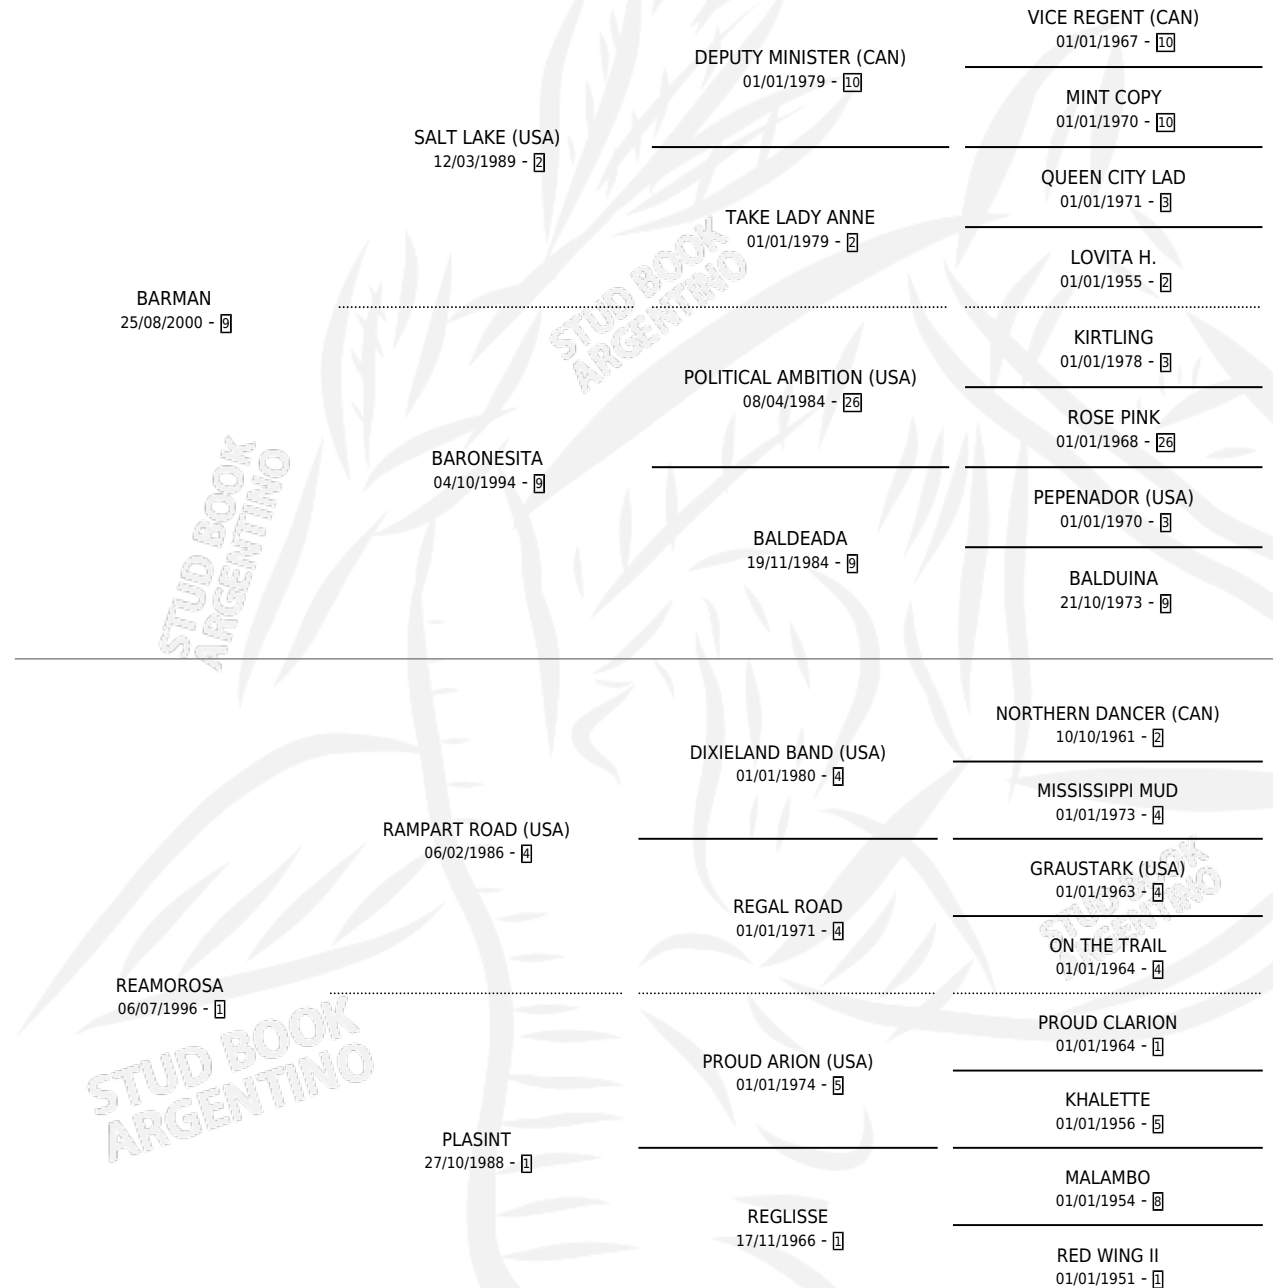 VICE REGENT (CAN)
01/01/1967 - 10
DEPUTY MINISTER (CAN)
01/01/1979 - 10
MINT COPY
01/01/1970 - 10
SALT LAKE (USA)
12/03/1989 - 2
QUEEN CITY LAD
01/01/1971 - 3
TAKE LADY ANNE
01/01/1979 - 2
LOVITA H.
01/01/1955 - 2
BARMAN
25/08/2000 - 9
KIRTLING
01/01/1978 - 3
POLITICAL AMBITION (USA)
08/04/1984 - 26
ROSE PINK
01/01/1968 - 26
BARONESITA
04/10/1994 - 9
PEPENADOR (USA)
01/01/1970 - 3
BALDEADA
19/11/1984 - 9
BALDUINA
21/10/1973 - 9
NORTHERN DANCER (CAN)
10/10/1961 - 2
DIXIELAND BAND (USA)
01/01/1980 - 4
MISSISSIPPI MUD
01/01/1973 - 4
RAMPART ROAD (USA)
06/02/1986 - 4
GRAUSTARK (USA)
01/01/1963 - 4
REGAL ROAD
01/01/1971 - 4
ON THE TRAIL
01/01/1964 - 4
REAMOROSA
06/07/1996 - 1
PROUD CLARION
01/01/1964 - 1
PROUD ARION (USA)
01/01/1974 - 5
KHALETTE
01/01/1956 - 5
PLASINT
27/10/1988 - 1
MALAMBO
01/01/1954 - 8
REGLISSE
17/11/1966 - 1
RED WING II
01/01/1951 - 1
STUD BOOK
ARGENTINO
STUD BOOK
ARGENTINO
STUD BOOK
ARGENTINO
STUD BOOK
ARGENTINO